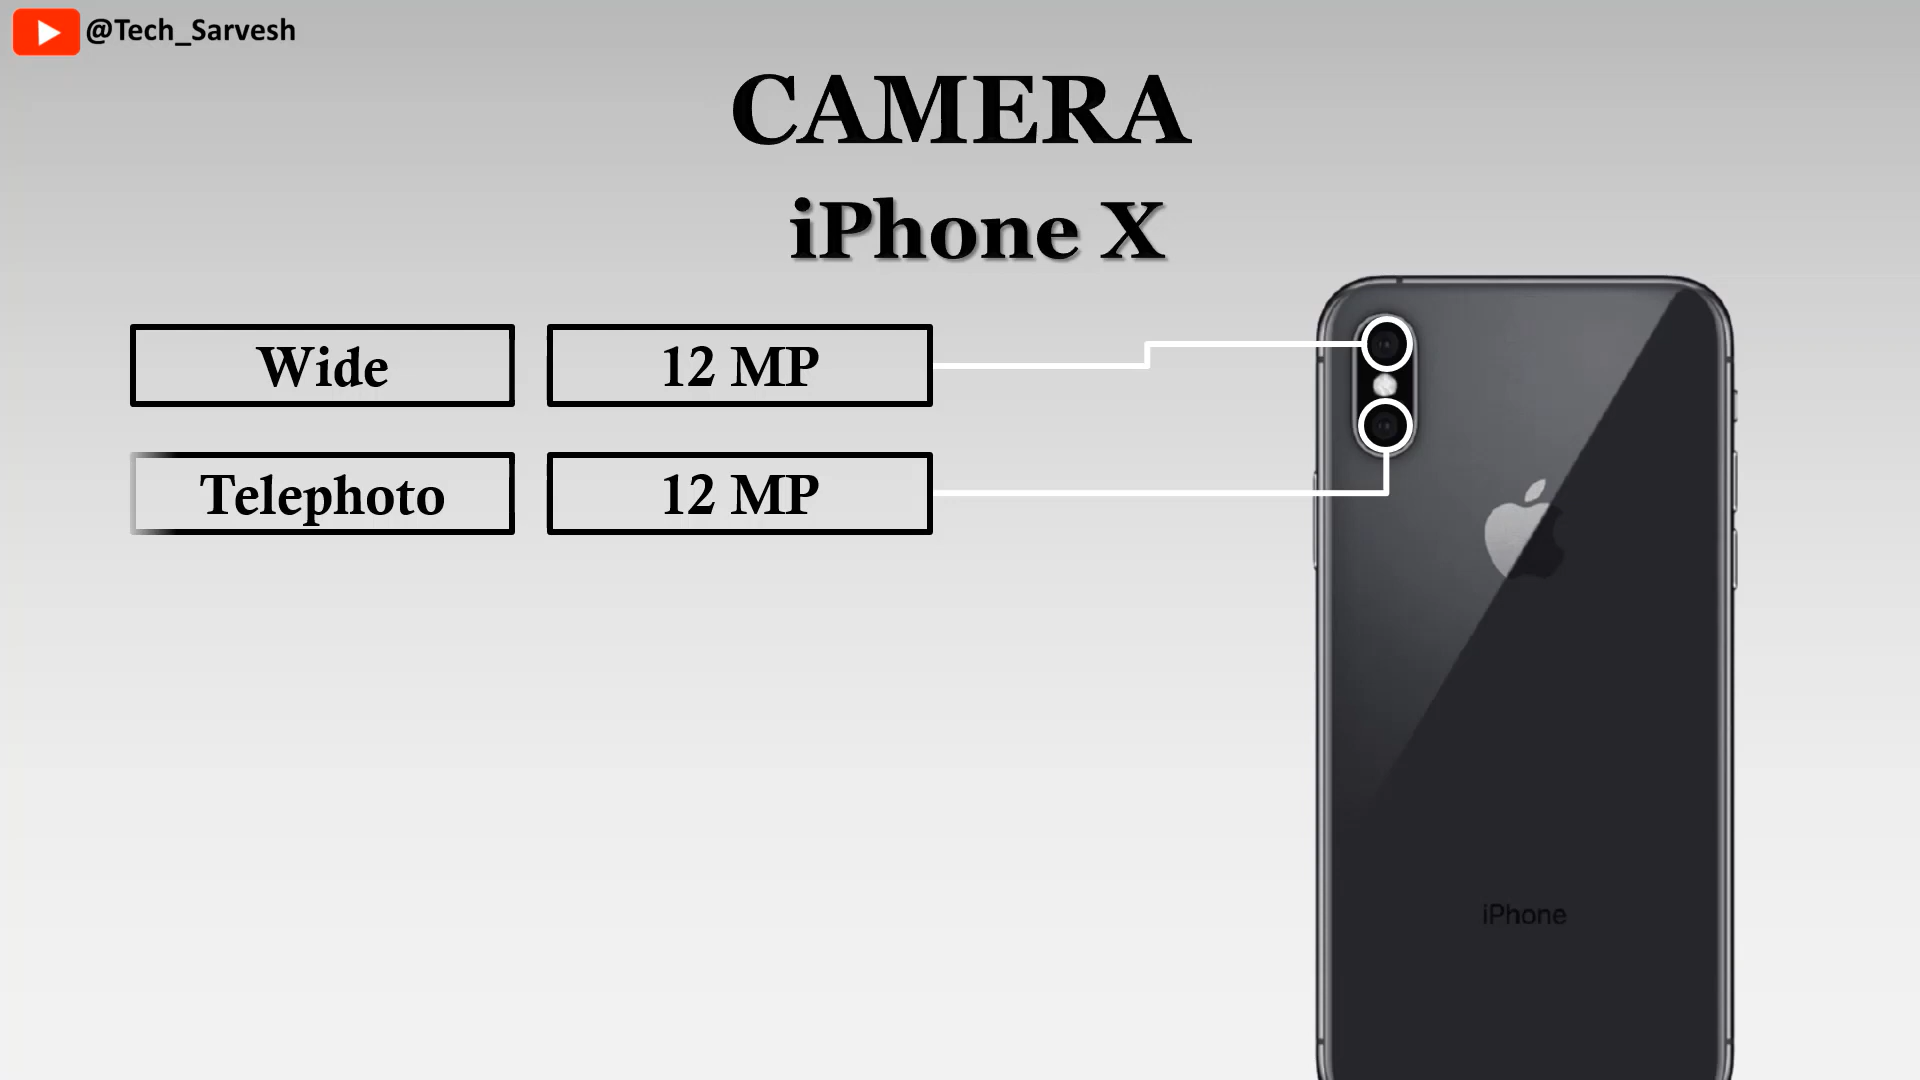 @Tech_Sarvesh
CAMERA
iPhone X
Wide 12 MP
Telephoto 12 MP
iPhone